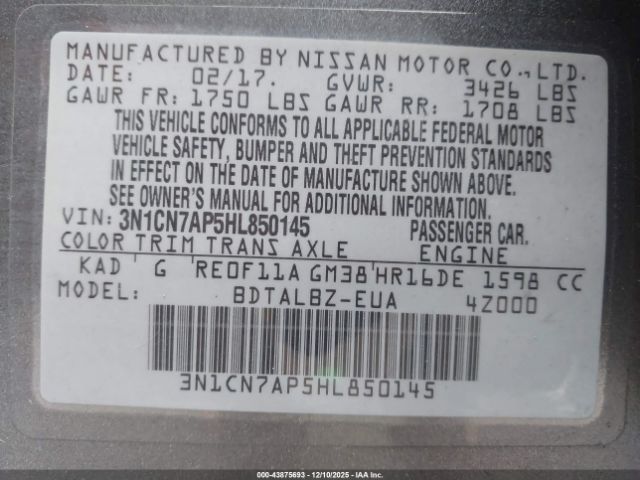 MANUFACTURED BY NISSAN MOTOR CO., LTD.
DATE: 02/17. GVWR: 3426 LBS
GAWR FR: 1750 LBS GAWR RR: 1708 LBS
THIS VEHICLE CONFORMS TO ALL APPLICABLE FEDERAL MOTOR
VEHICLE SAFETY, BUMPER AND THEFT PREVENTION STANDARDS
IN EFFECT ON THE DATE OF MANUFACTURE SHOWN ABOVE.
SEE OWNER'S MANUAL FOR ADDITIONAL INFORMATION.
VIN: 3N1CN7AP5HL850145 PASSENGER CAR.
COLOR TRIM TRANS AXLE ENGINE
KAD G RE0F11A GM38 HR16DE 1598 CC
MODEL: BDTALBZ-EUA 4Z000
3N1CN7AP5HL850145
000-43875693 • 12/10/2025 • IAA Inc.